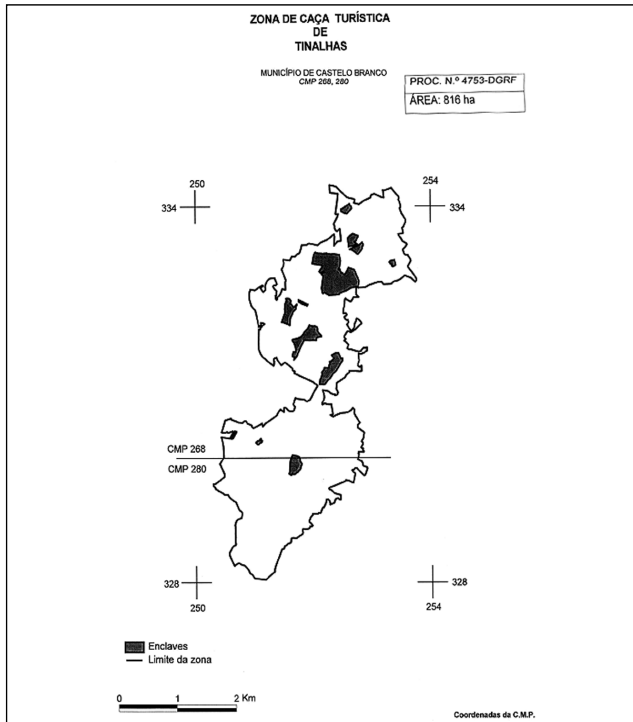 ZONA DE CAÇA TURÍSTICA
DE
TINALHAS
MUNICÍPIO DE CASTELO BRANCO
CMP 268, 280
PROC. N.º 4753-DGRF
ÁREA: 816 ha
250
334
254
334
CMP 268
CMP 280
328
250
328
254
Enclaves
Limite da zona
0 1 2 Km
Coordenadas da C.M.P.